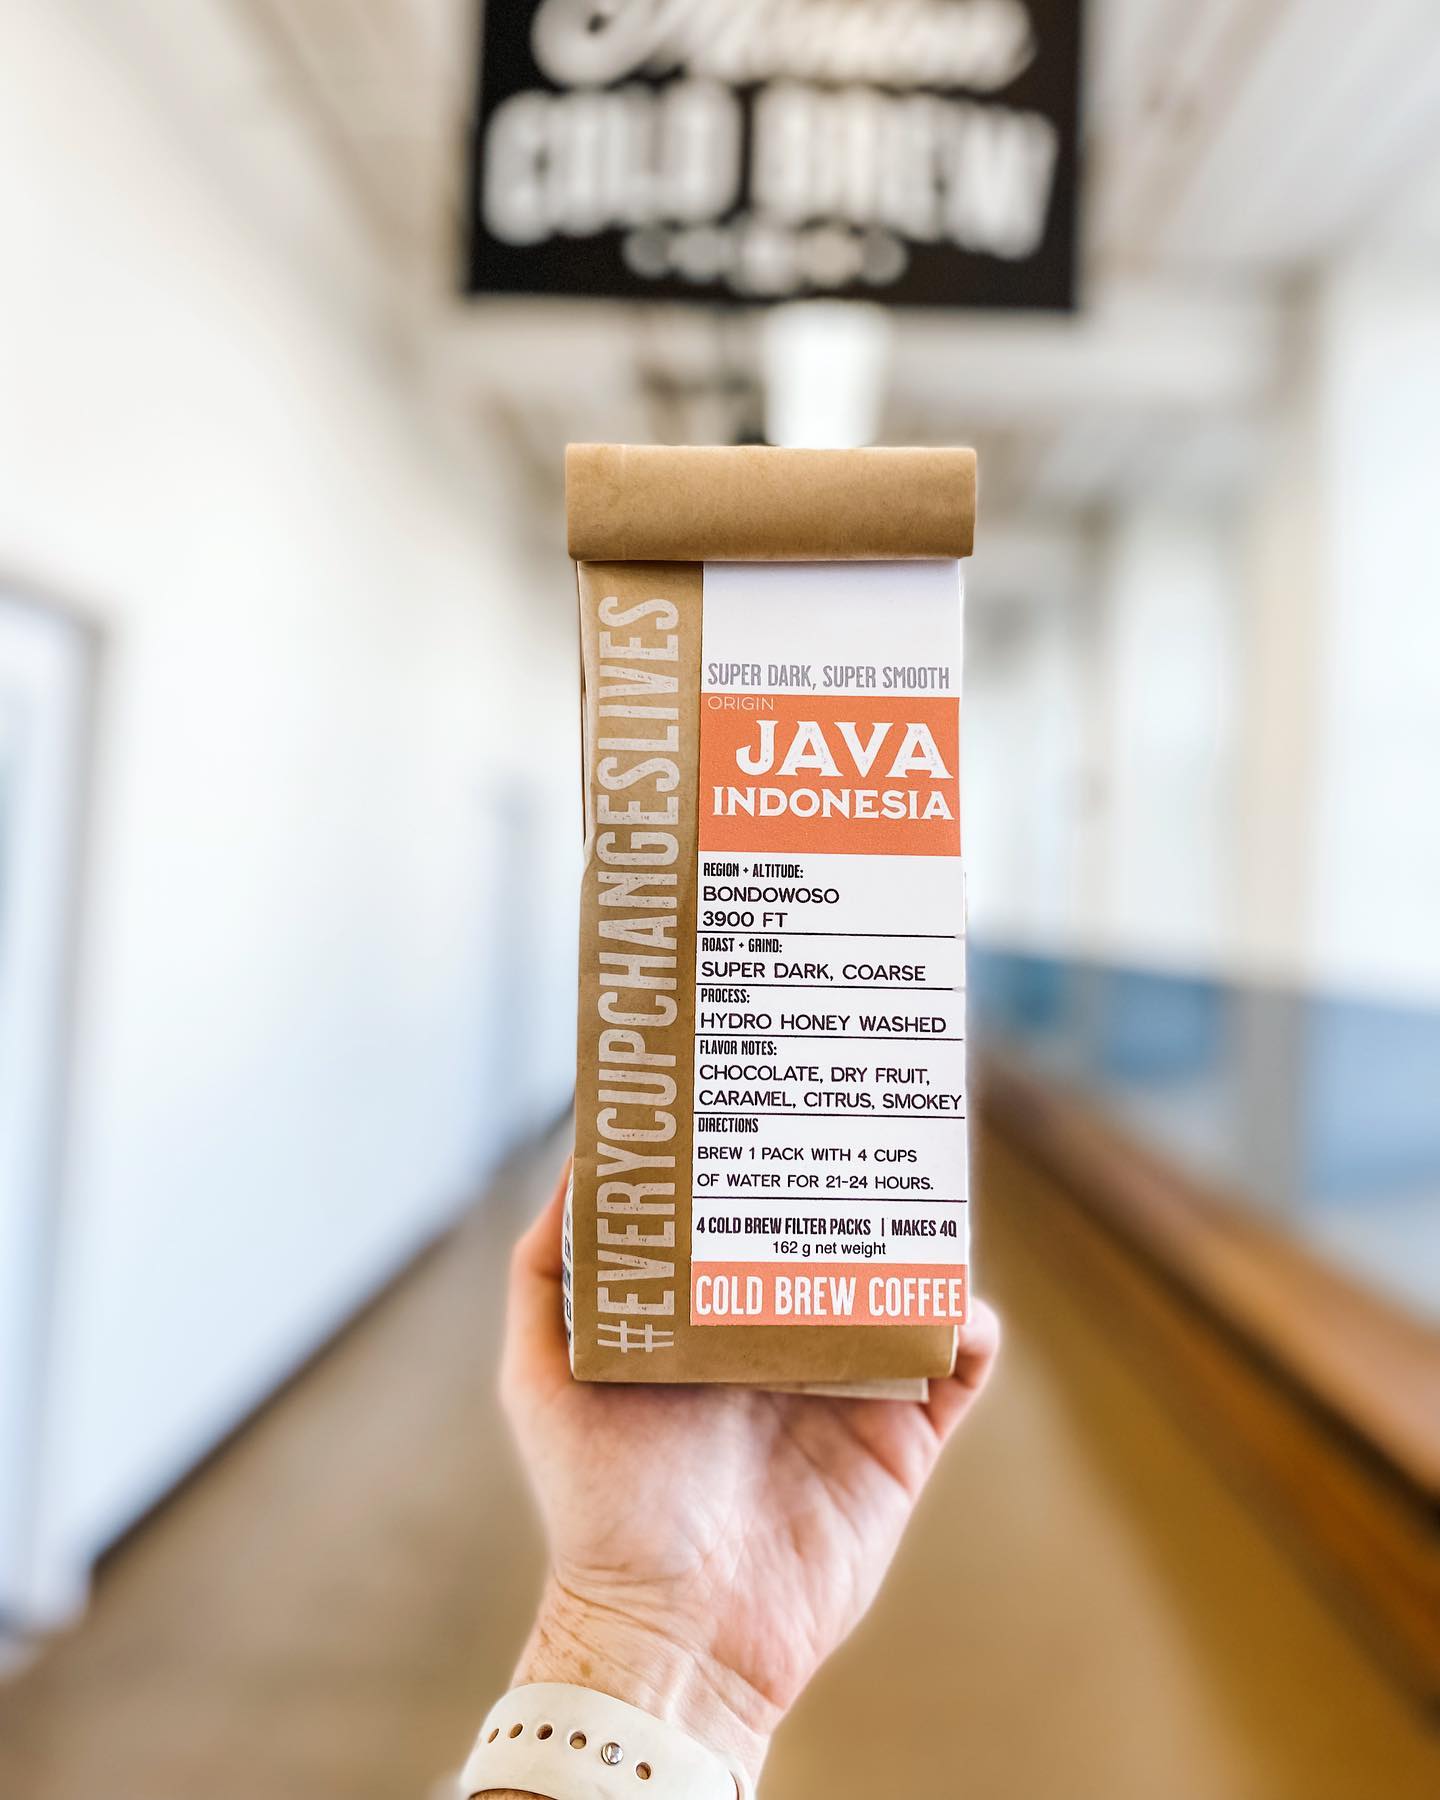 COLD BREW
#EVERYCUPCHANGESLIVES
SUPER DARK, SUPER SMOOTH
ORIGIN
JAVA
INDONESIA
REGION + ALTITUDE:
BONDOWOSO
3900 FT
ROAST + GRIND:
SUPER DARK, COARSE
PROCESS:
HYDRO HONEY WASHED
FLAVOR NOTES:
CHOCOLATE, DRY FRUIT,
CARAMEL, CITRUS, SMOKEY
DIRECTIONS
BREW 1 PACK WITH 4 CUPS
OF WATER FOR 21-24 HOURS.
4 COLD BREW FILTER PACKS | MAKES 4Q
162 g net weight
COLD BREW COFFEE